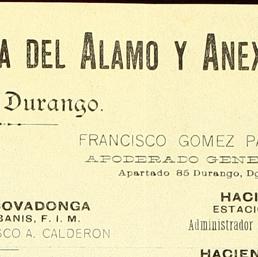 A DEL ALAMO Y ANEX
Durango.
FRANCISCO GOMEZ PA
APODERADO GENE
Apartado 85 Durango, Dg
OVADONGA
BANIS, F. I. M.
SCO A. CALDERON
HACI
ESTACIO
Administrador
HACIEN